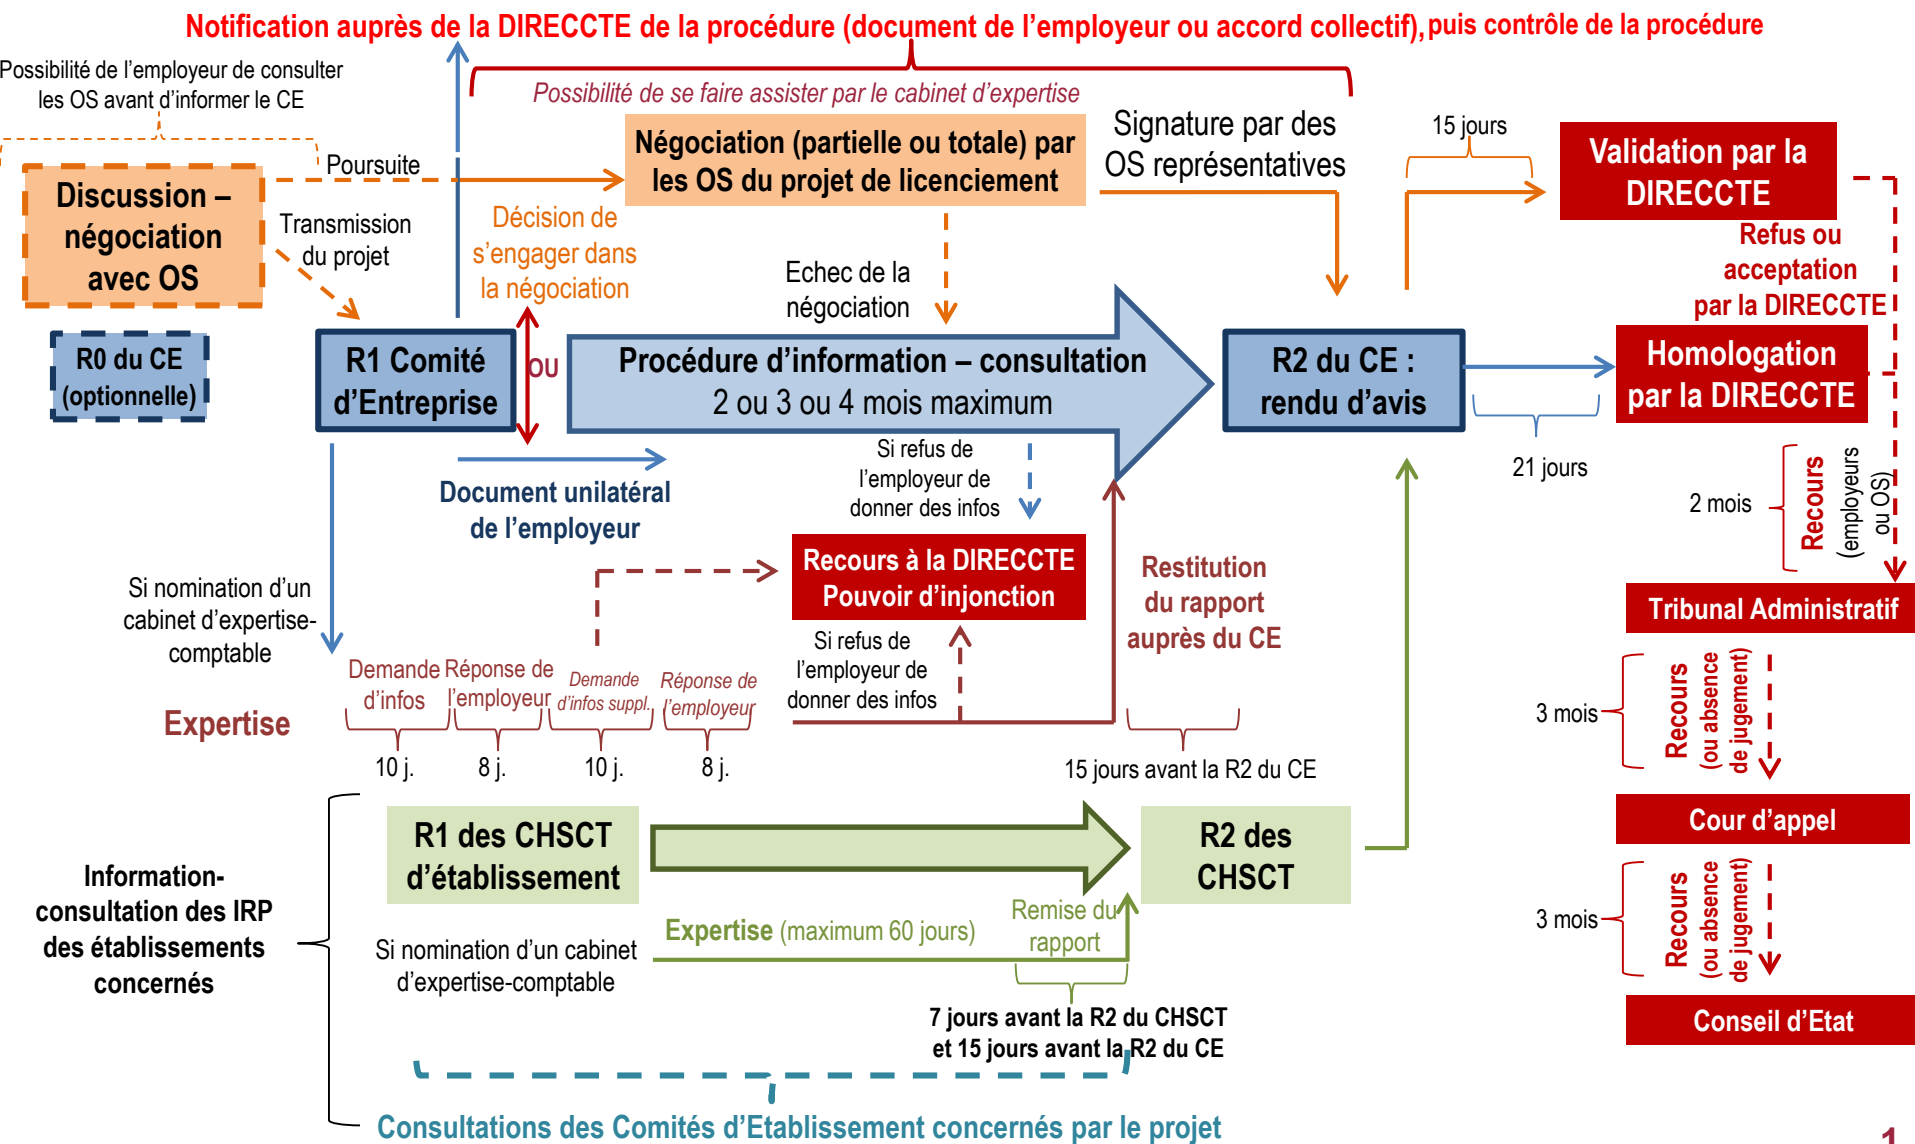 Notification auprès de la DIRECCTE de la procédure (document de l'employeur ou accord collectif), puis contrôle de la procédure
Possibilité de l'employeur de consulter
les OS avant d'informer le CE
Possibilité de se faire assister par le cabinet d'expertise
Discussion –
négociation
avec OS
Poursuite
Transmission
du projet
Négociation (partielle ou totale) par
les OS du projet de licenciement
Signature par des
OS représentatives
15 jours
Validation par la
DIRECCTE
Décision de
s'engager dans
la négociation
Echec de la
négociation
Refus ou
acceptation
par la DIRECCTE
R0 du CE
(optionnelle)
R1 Comité
d'Entreprise
OU
Procédure d'information – consultation
2 ou 3 ou 4 mois maximum
R2 du CE :
rendu d'avis
Homologation
par la DIRECCTE
21 jours
Document unilatéral
de l'employeur
Si refus de
l'employeur de
donner des infos
2 mois
Recours
(employeurs
ou OS)
Recours à la DIRECCTE
Pouvoir d'injonction
Restitution
du rapport
auprès du CE
Tribunal Administratif
Si nomination d'un
cabinet d'expertise-
comptable
Si refus de
l'employeur de
donner des infos
Expertise
Demande
d'infos
Réponse de
l'employeur
Demande
d'infos suppl.
Réponse de
l'employeur
10 j.
8 j.
10 j.
8 j.
15 jours avant la R2 du CE
3 mois
Recours
(ou absence
de jugement)
Cour d'appel
Information-
consultation des IRP
des établissements
concernés
R1 des CHSCT
d'établissement
R2 des
CHSCT
Si nomination d'un cabinet
d'expertise-comptable
Expertise (maximum 60 jours)
Remise du
rapport
7 jours avant la R2 du CHSCT
et 15 jours avant la R2 du CE
3 mois
Recours
(ou absence
de jugement)
Conseil d'Etat
Consultations des Comités d'Etablissement concernés par le projet
1